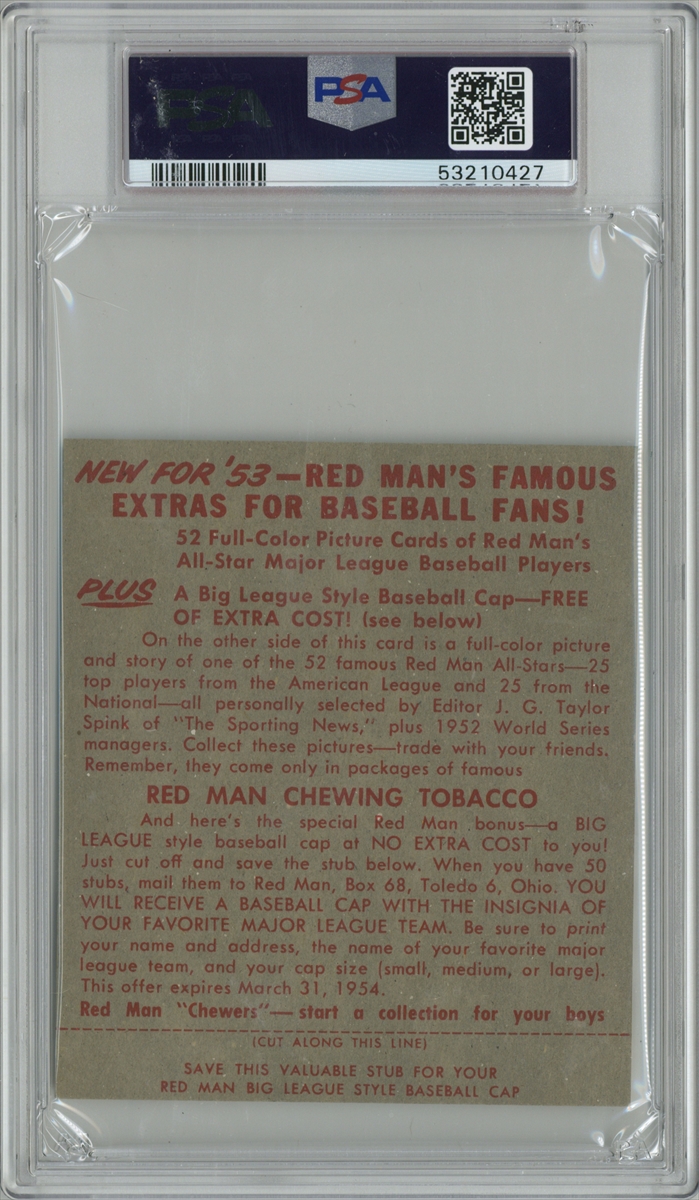 PSA
PSA
53210427
NEW FOR '53—RED MAN'S FAMOUS
EXTRAS FOR BASEBALL FANS!
52 Full-Color Picture Cards of Red Man's
All-Star Major League Baseball Players
PLUS A Big League Style Baseball Cap—FREE
OF EXTRA COST! (see below)
On the other side of this card is a full-color picture
and story of one of the 52 famous Red Man All-Stars—25
top players from the American League and 25 from the
National—all personally selected by Editor J. G. Taylor
Spink of "The Sporting News," plus 1952 World Series
managers. Collect these pictures—trade with your friends.
Remember, they come only in packages of famous
RED MAN CHEWING TOBACCO
And here's the special Red Man bonus—a BIG
LEAGUE style baseball cap at NO EXTRA COST to you!
Just cut off and save the stub below. When you have 50
stubs, mail them to Red Man, Box 68, Toledo 6, Ohio. YOU
WILL RECEIVE A BASEBALL CAP WITH THE INSIGNIA OF
YOUR FAVORITE MAJOR LEAGUE TEAM. Be sure to print
your name and address, the name of your favorite major
league team, and your cap size (small, medium, or large).
This offer expires March 31, 1954.
Red Man "Chewers"—start a collection for your boys
(CUT ALONG THIS LINE)
SAVE THIS VALUABLE STUB FOR YOUR
RED MAN BIG LEAGUE STYLE BASEBALL CAP